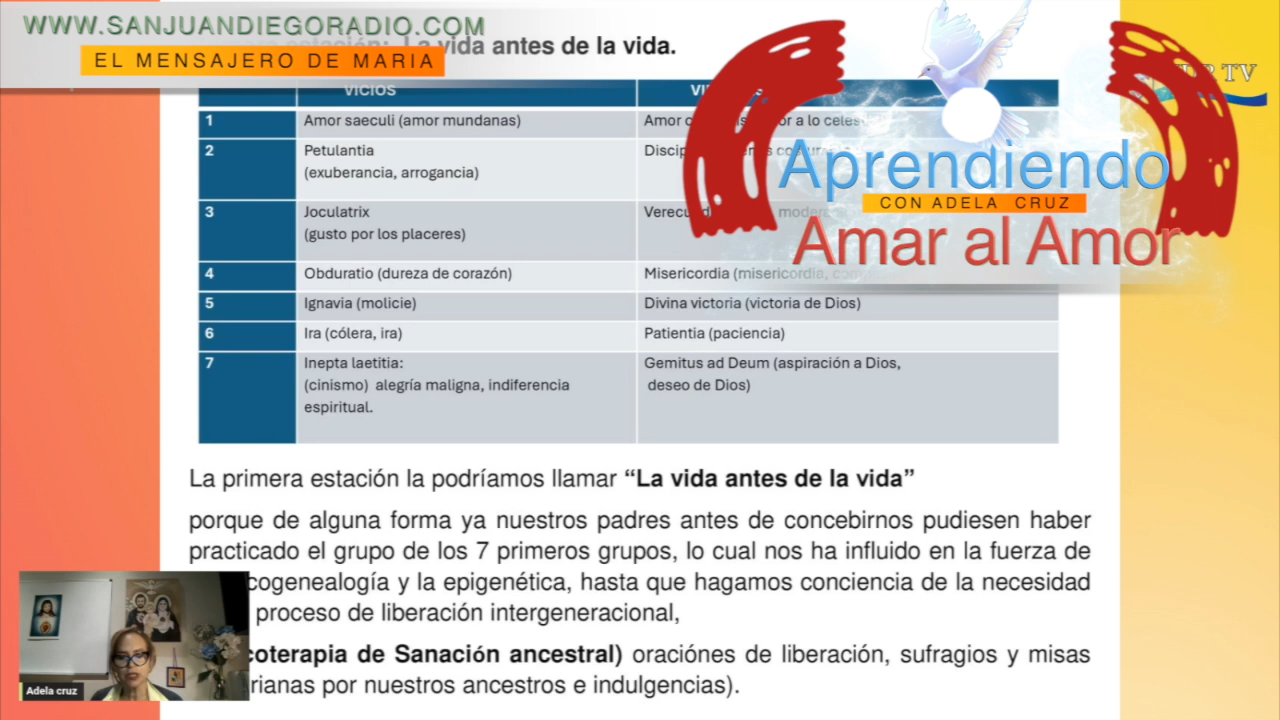 WWW.SANJUANDIEGORADIO.COM
EL MENSAJERO DE MARIA
La vida antes de la vida.
VICIOS
TV
1 Amor saeculi (amor mundanas) Amor
2 Petulantia
(exuberancia, arrogancia)
3 Joculatrix
(gusto por los placeres)
4 Obduratio (dureza de corazón) Misericordia (misericordia,
5 Ignavia (molicie) Divina victoria (victoria de Dios)
6 Ira (cólera, ira) Patientia (paciencia)
7 Inepta laetitia: Gemitus ad Deum (aspiración a Dios,
(cinismo) alegría maligna, indiferencia deseo de Dios)
espiritual.
Aprendiendo
CON ADELA CRUZ
Amar al Amor
La primera estación la podríamos llamar “La vida antes de la vida”
porque de alguna forma ya nuestros padres antes de concebirnos pudiesen haber
practicado el grupo de los 7 primeros grupos, lo cual nos ha influido en la fuerza de
cogenealogía y la epigenética, hasta que hagamos conciencia de la necesidad
proceso de liberación intergeneracional,
coterapia de Sanación ancestral) oraciónes de liberación, sufragios y misas
rianas por nuestros ancestros e indulgencias).
Adela cruz